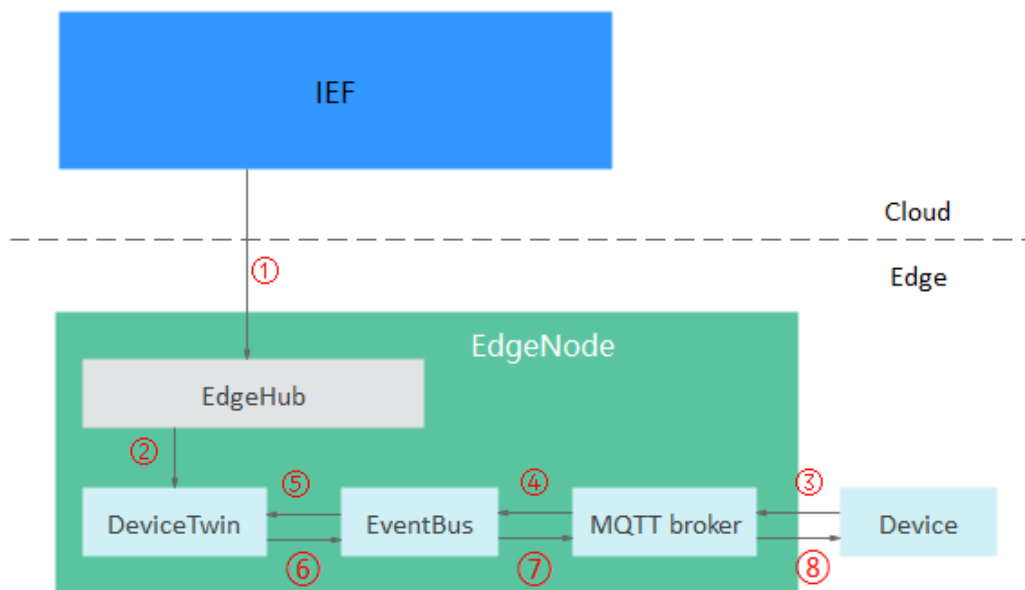 IEF
Cloud
①
Edge
EdgeNode
EdgeHub
②
⑤ ④ ③
DeviceTwin EventBus MQTT broker Device
⑥ ⑦ ⑧